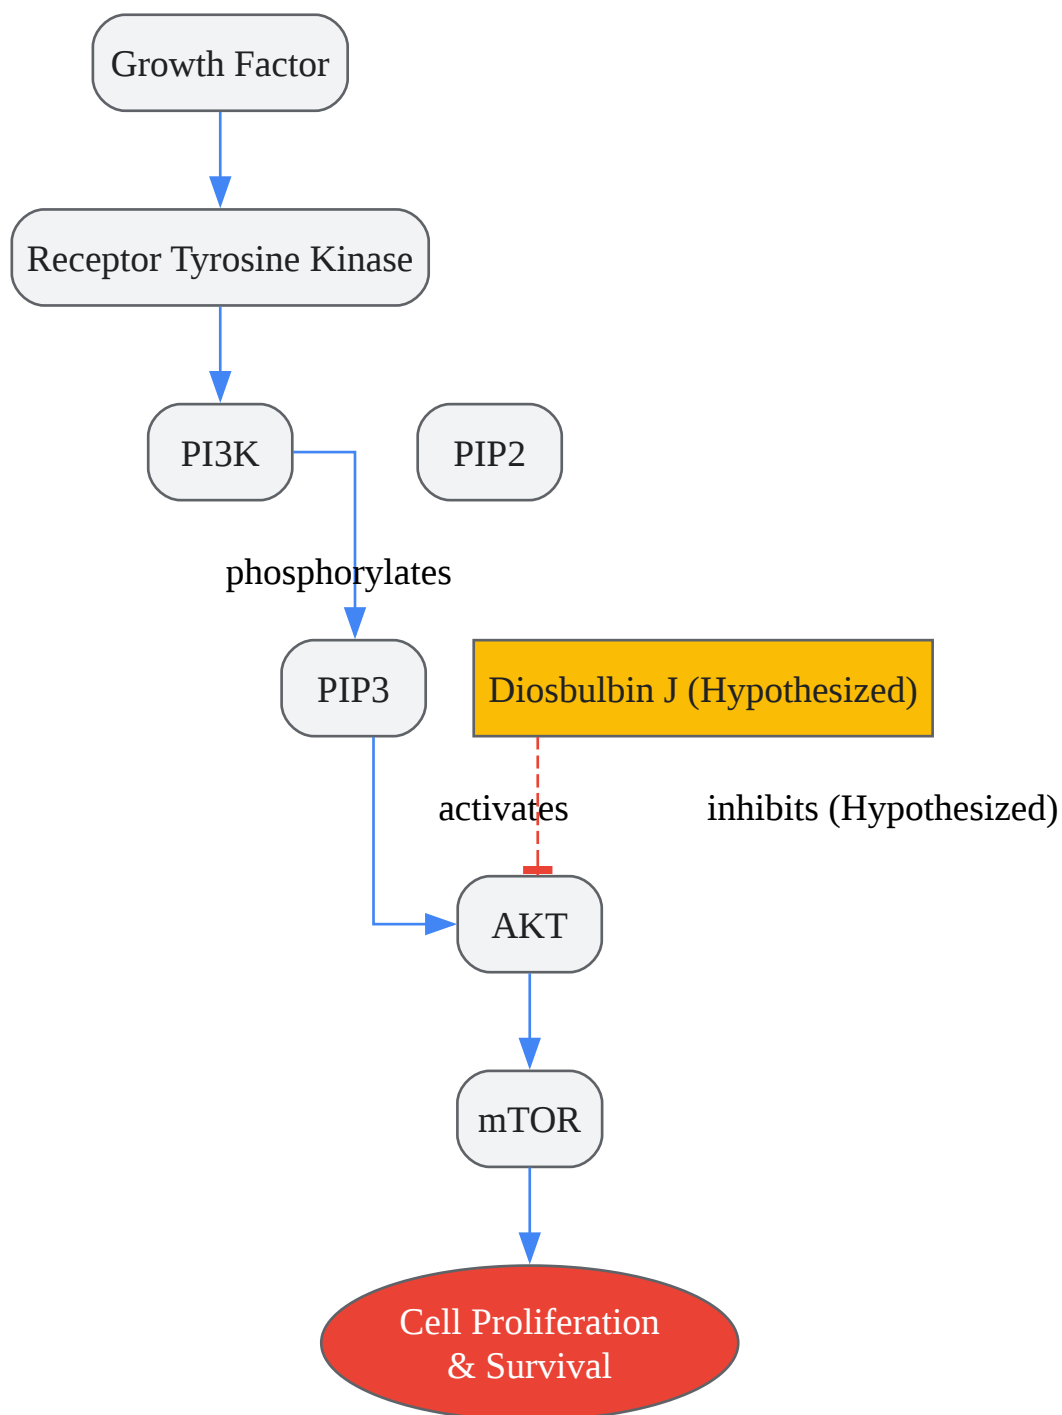 Growth Factor
Receptor Tyrosine Kinase
PI3K
PIP2
phosphorylates
PIP3
Diosbulbin J (Hypothesized)
activates
inhibits (Hypothesized)
AKT
mTOR
Cell Proliferation
& Survival